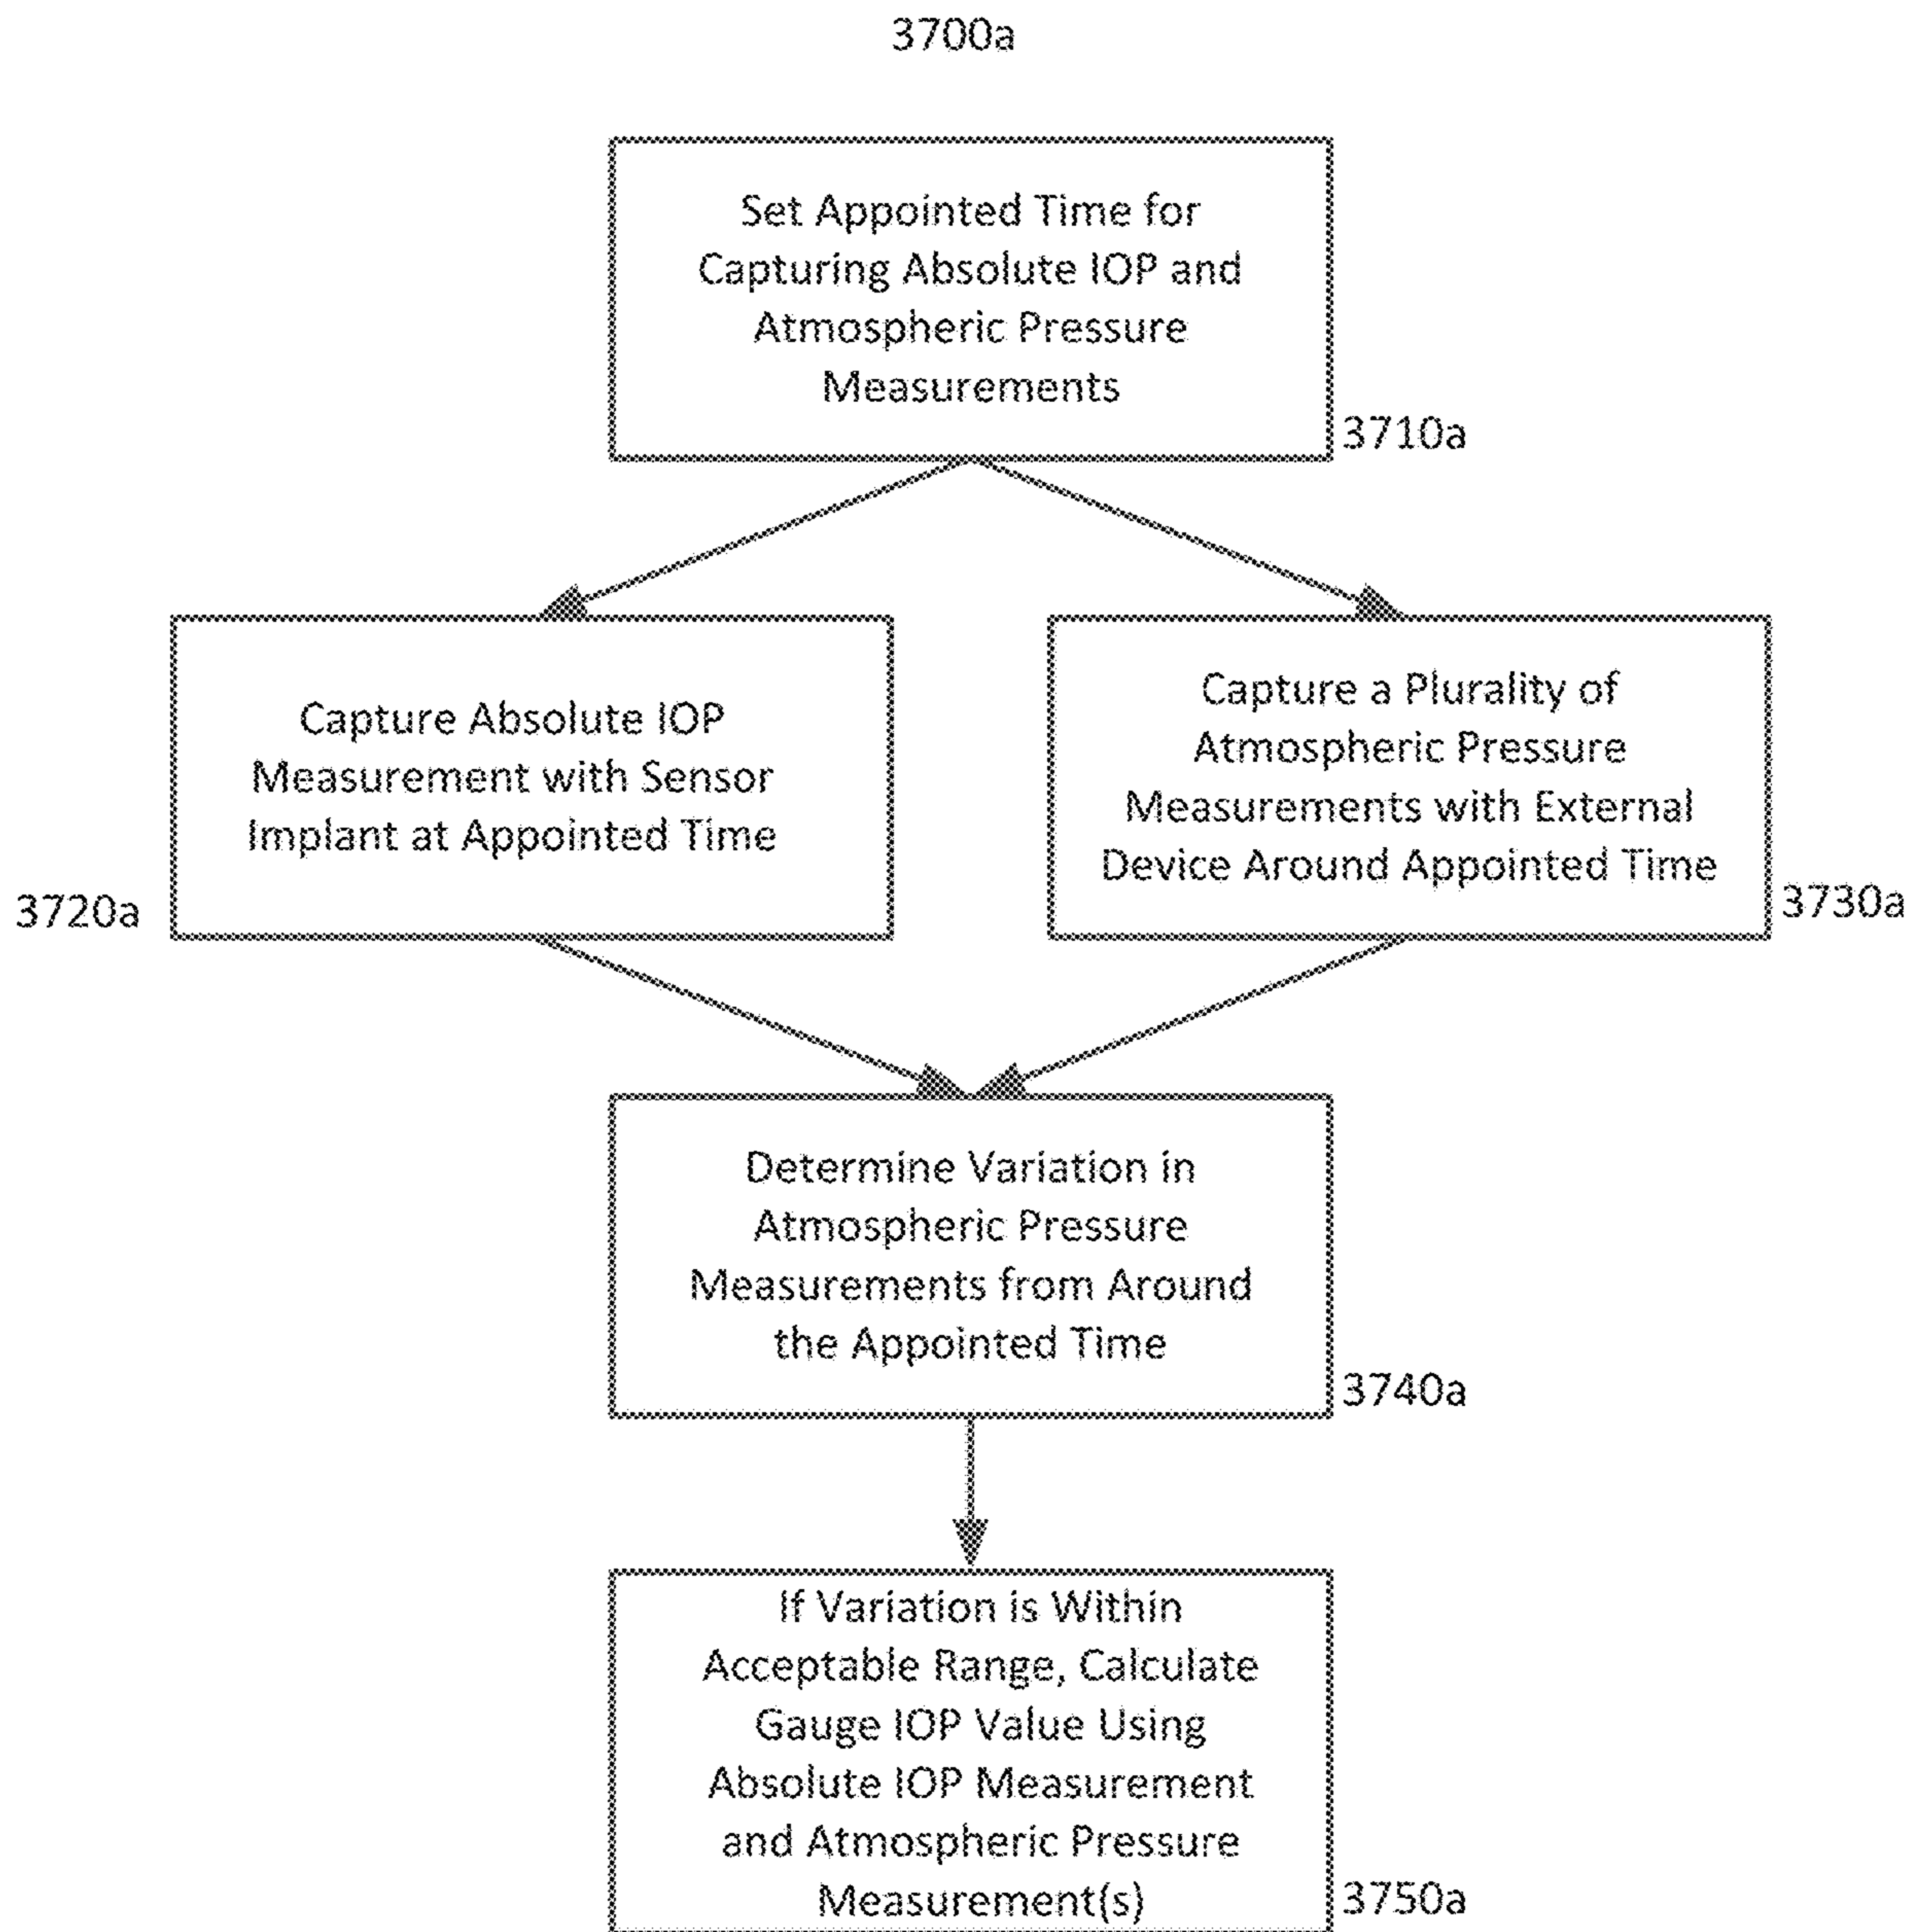 3700a
Set Appointed Time for
Capturing Absolute IOP and
Atmospheric Pressure
Measurements
3710a
Capture Absolute IOP
Measurement with Sensor
Implant at Appointed Time
3720a
Capture a Plurality of
Atmospheric Pressure
Measurements with External
Device Around Appointed Time
3730a
Determine Variation in
Atmospheric Pressure
Measurements from Around
the Appointed Time
3740a
If Variation is Within
Acceptable Range, Calculate
Gauge IOP Value Using
Absolute IOP Measurement
and Atmospheric Pressure
Measurement(s)
3750a